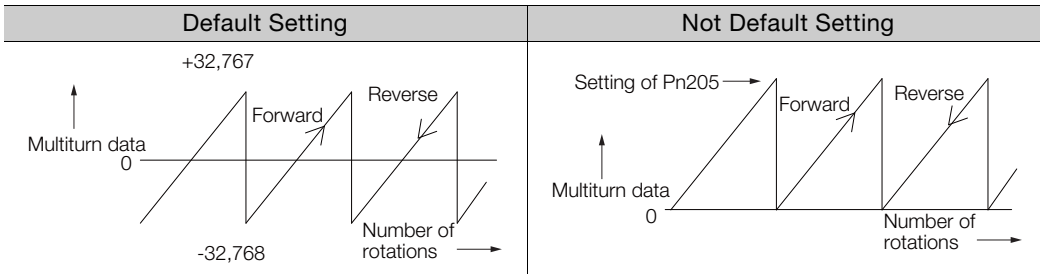 Default Setting
Not Default Setting
+32,767
Forward
Reverse
Multiturn data
0
Number of
rotations
-32,768
Setting of Pn205
Forward
Reverse
Multiturn data
0
Number of
rotations